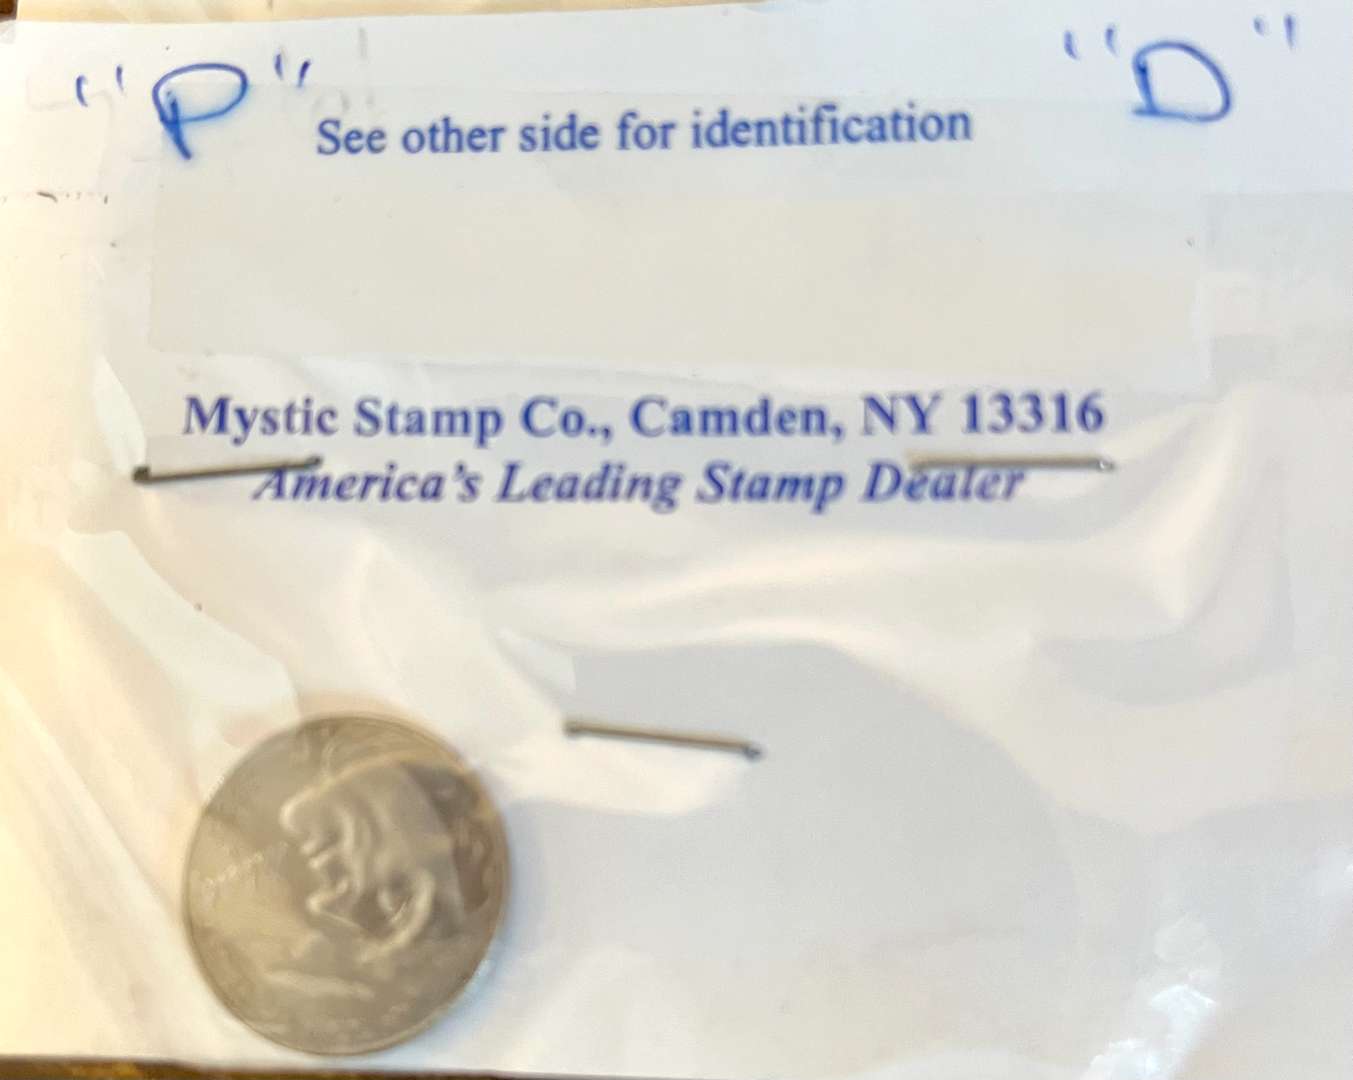 "P"
"D"
See other side for identification
Mystic Stamp Co., Camden, NY 13316
America's Leading Stamp Dealer